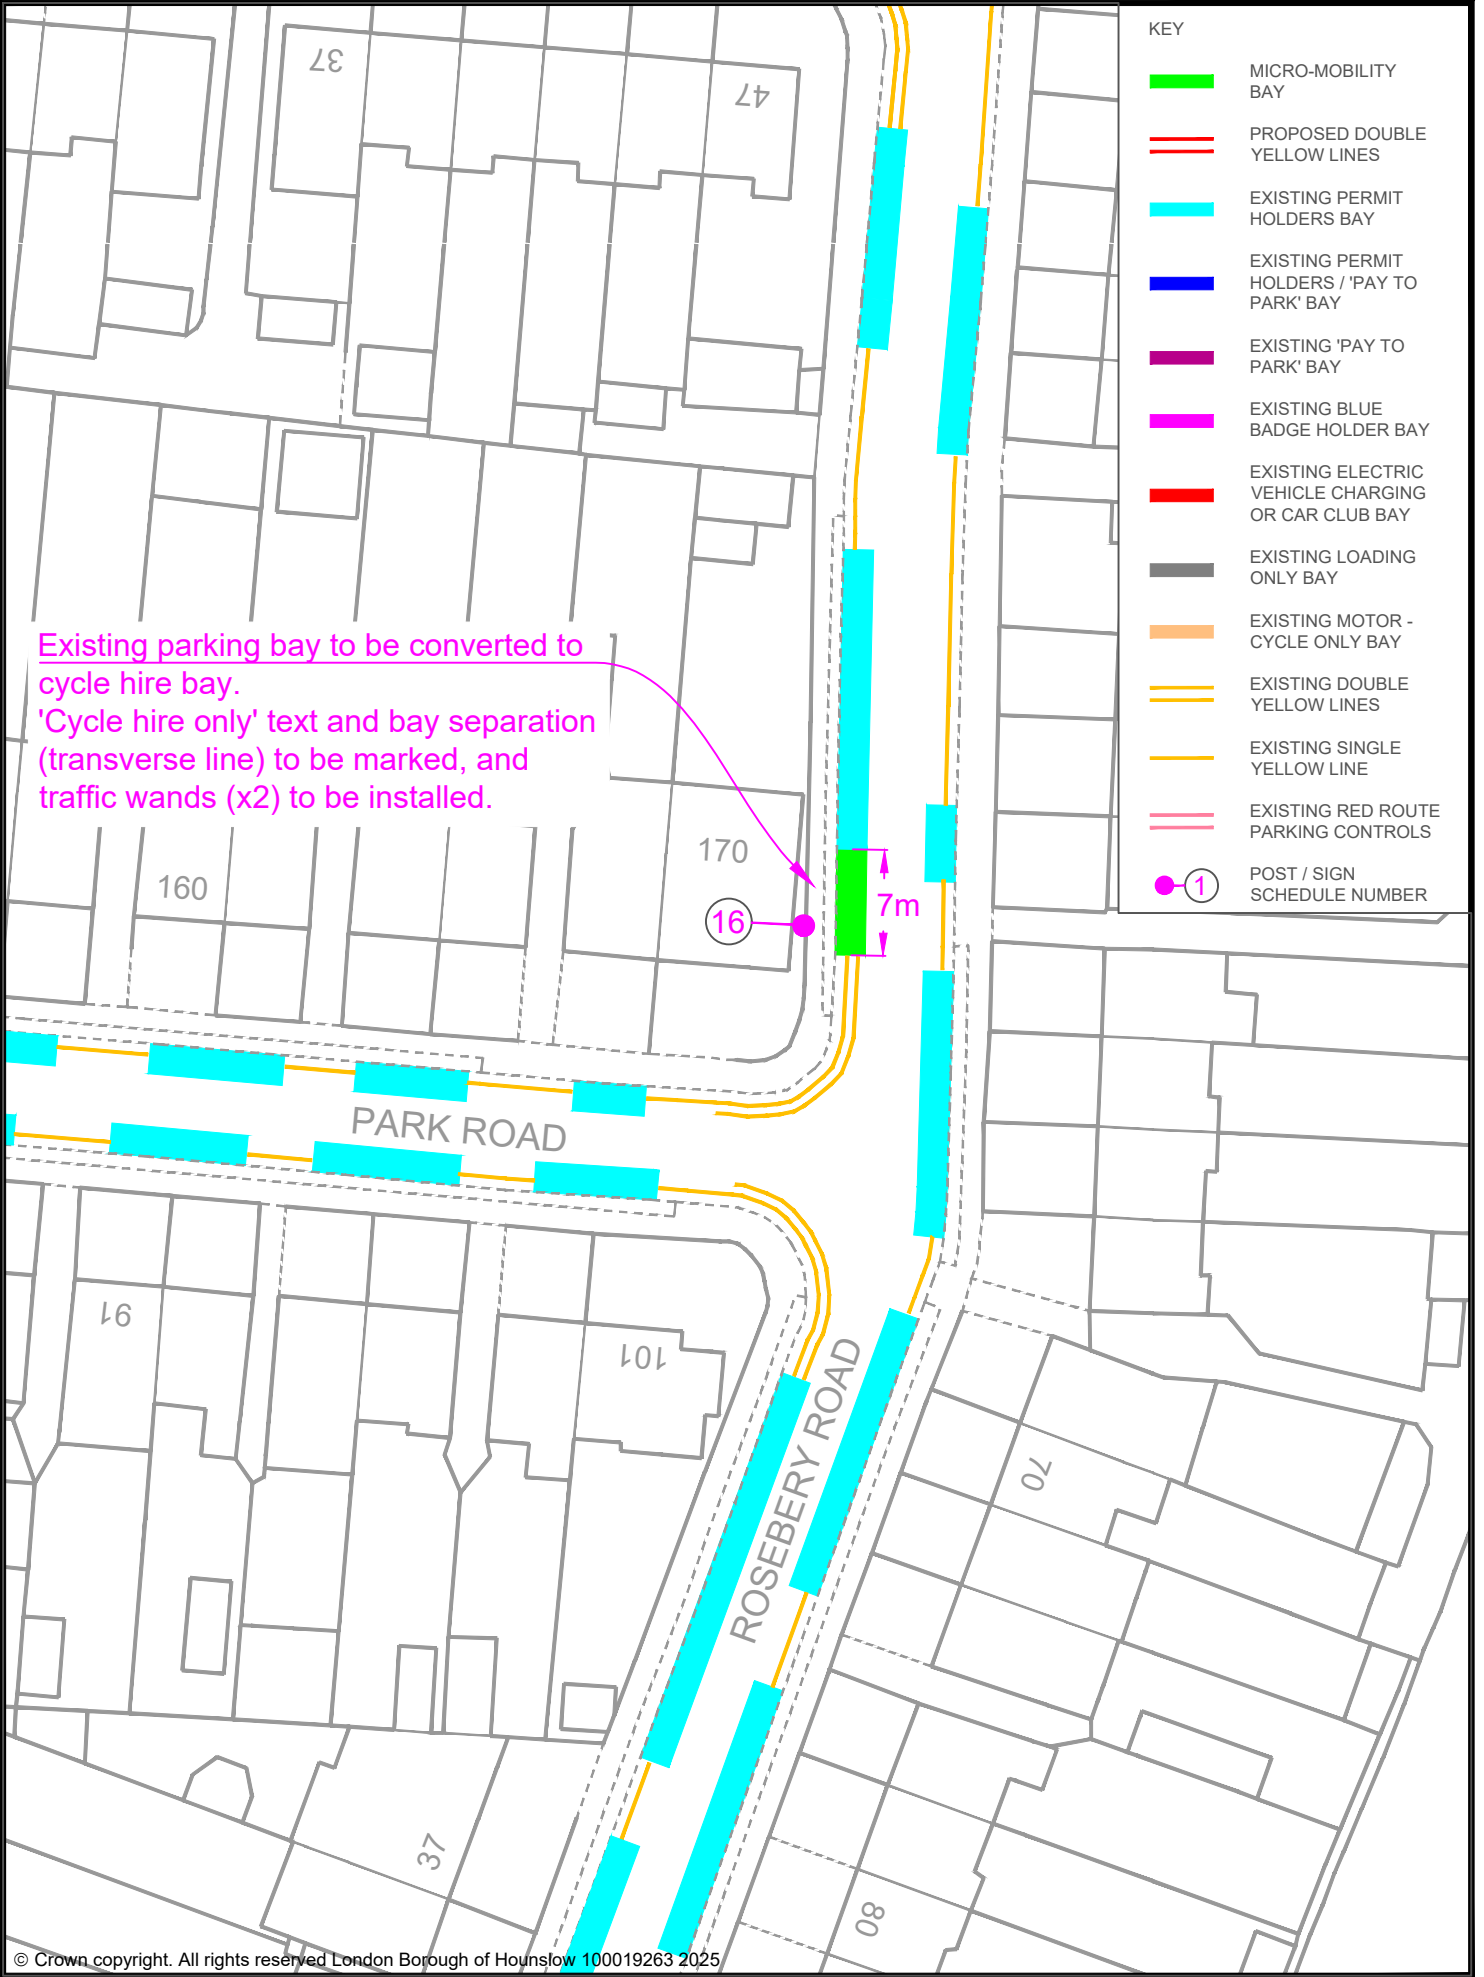 37
47
Existing parking bay to be converted to
cycle hire bay.
'Cycle hire only' text and bay separation
(transverse line) to be marked, and
traffic wands (x2) to be installed.
170
160
16
7m
PARK ROAD
91
101
ROSEBERY ROAD
70
37
80
© Crown copyright. All rights reserved London Borough of Hounslow 100019263 2025
KEY
MICRO-MOBILITY
BAY
PROPOSED DOUBLE
YELLOW LINES
EXISTING PERMIT
HOLDERS BAY
EXISTING PERMIT
HOLDERS / 'PAY TO
PARK' BAY
EXISTING 'PAY TO
PARK' BAY
EXISTING BLUE
BADGE HOLDER BAY
EXISTING ELECTRIC
VEHICLE CHARGING
OR CAR CLUB BAY
EXISTING LOADING
ONLY BAY
EXISTING MOTOR -
CYCLE ONLY BAY
EXISTING DOUBLE
YELLOW LINES
EXISTING SINGLE
YELLOW LINE
EXISTING RED ROUTE
PARKING CONTROLS
1
POST / SIGN
SCHEDULE NUMBER